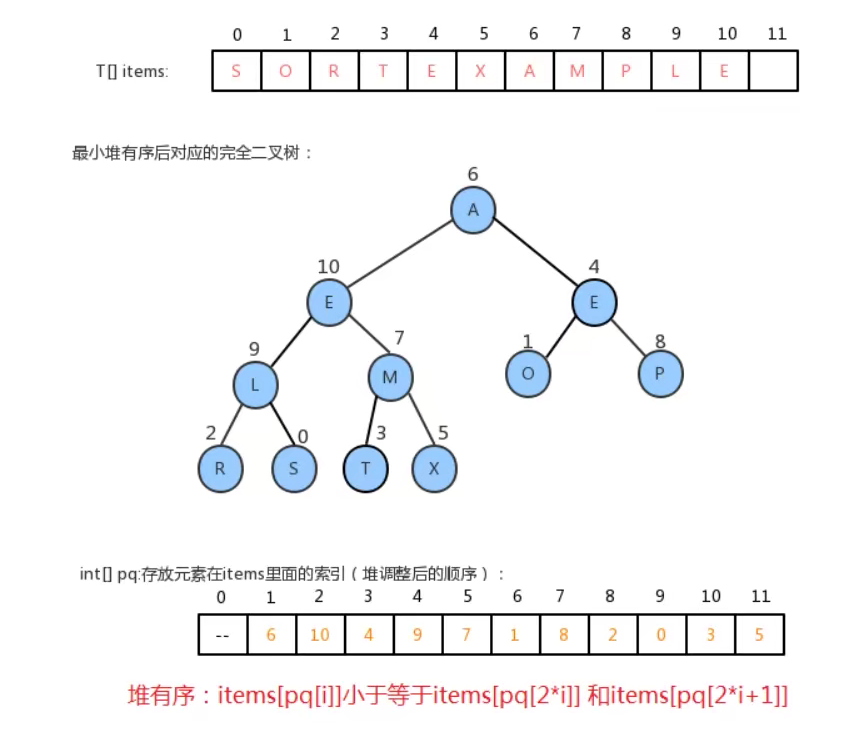 0 1 2 3 4 5 6 7 8 9 10 11
T[] items: S O R T E X A M P L E
最小堆有序后对应的完全二叉树：
6
A
10 4
E E
9 7 1 8
L M O P
2 0 3 5
R S T X
int[] pq:存放元素在items里面的索引（堆调整后的顺序）：
0 1 2 3 4 5 6 7 8 9 10 11
-- 6 10 4 9 7 1 8 2 0 3 5
堆有序：items[pq[i]]小于等于items[pq[2*i]] 和items[pq[2*i+1]]